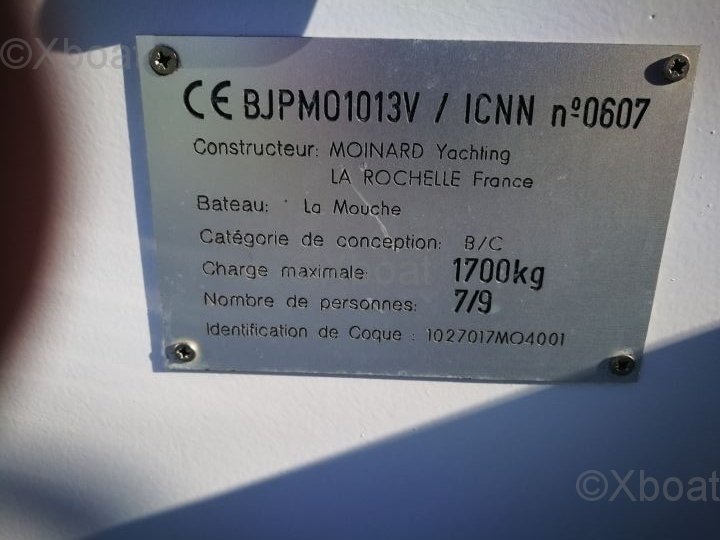 ©Xboat
CE BJPM01013V / ICNN nº0607
Constructeur: MOINARD Yachting
LA ROCHELLE France
Bateau: La Mouche
Catégorie de conception: B/C
Charge maximale: 1700kg
Nombre de personnes: 7/9
Identification de Coque : 1027017MO4001
©Xboat